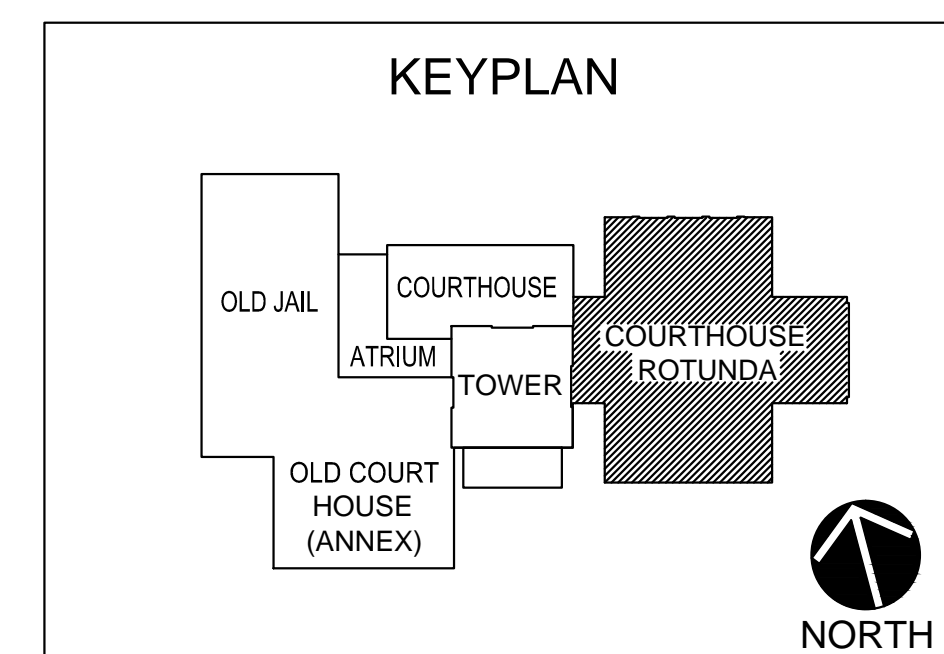 KEYPLAN
OLD JAIL
COURTHOUSE
ATRIUM
TOWER
COURTHOUSE
ROTUNDA
OLD COURT
HOUSE
(ANNEX)
NORTH